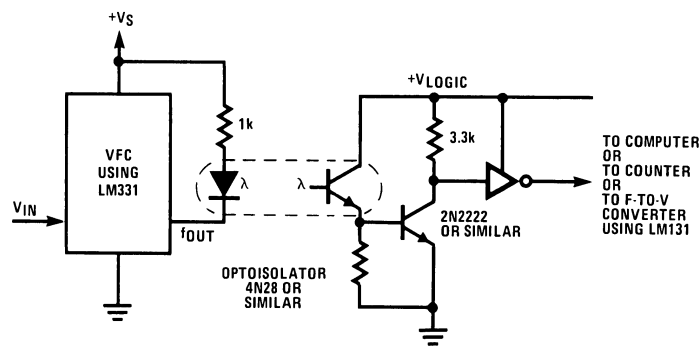 +VS
+VLOGIC
1k
3.3k
VFC
USING
LM331
λ
λ
TO COMPUTER
OR
TO COUNTER
OR
TO F-TO-V
CONVERTER
USING LM131
VIN
fOUT
2N2222
OR SIMILAR
OPTOISOLATOR
4N28 OR
SIMILAR